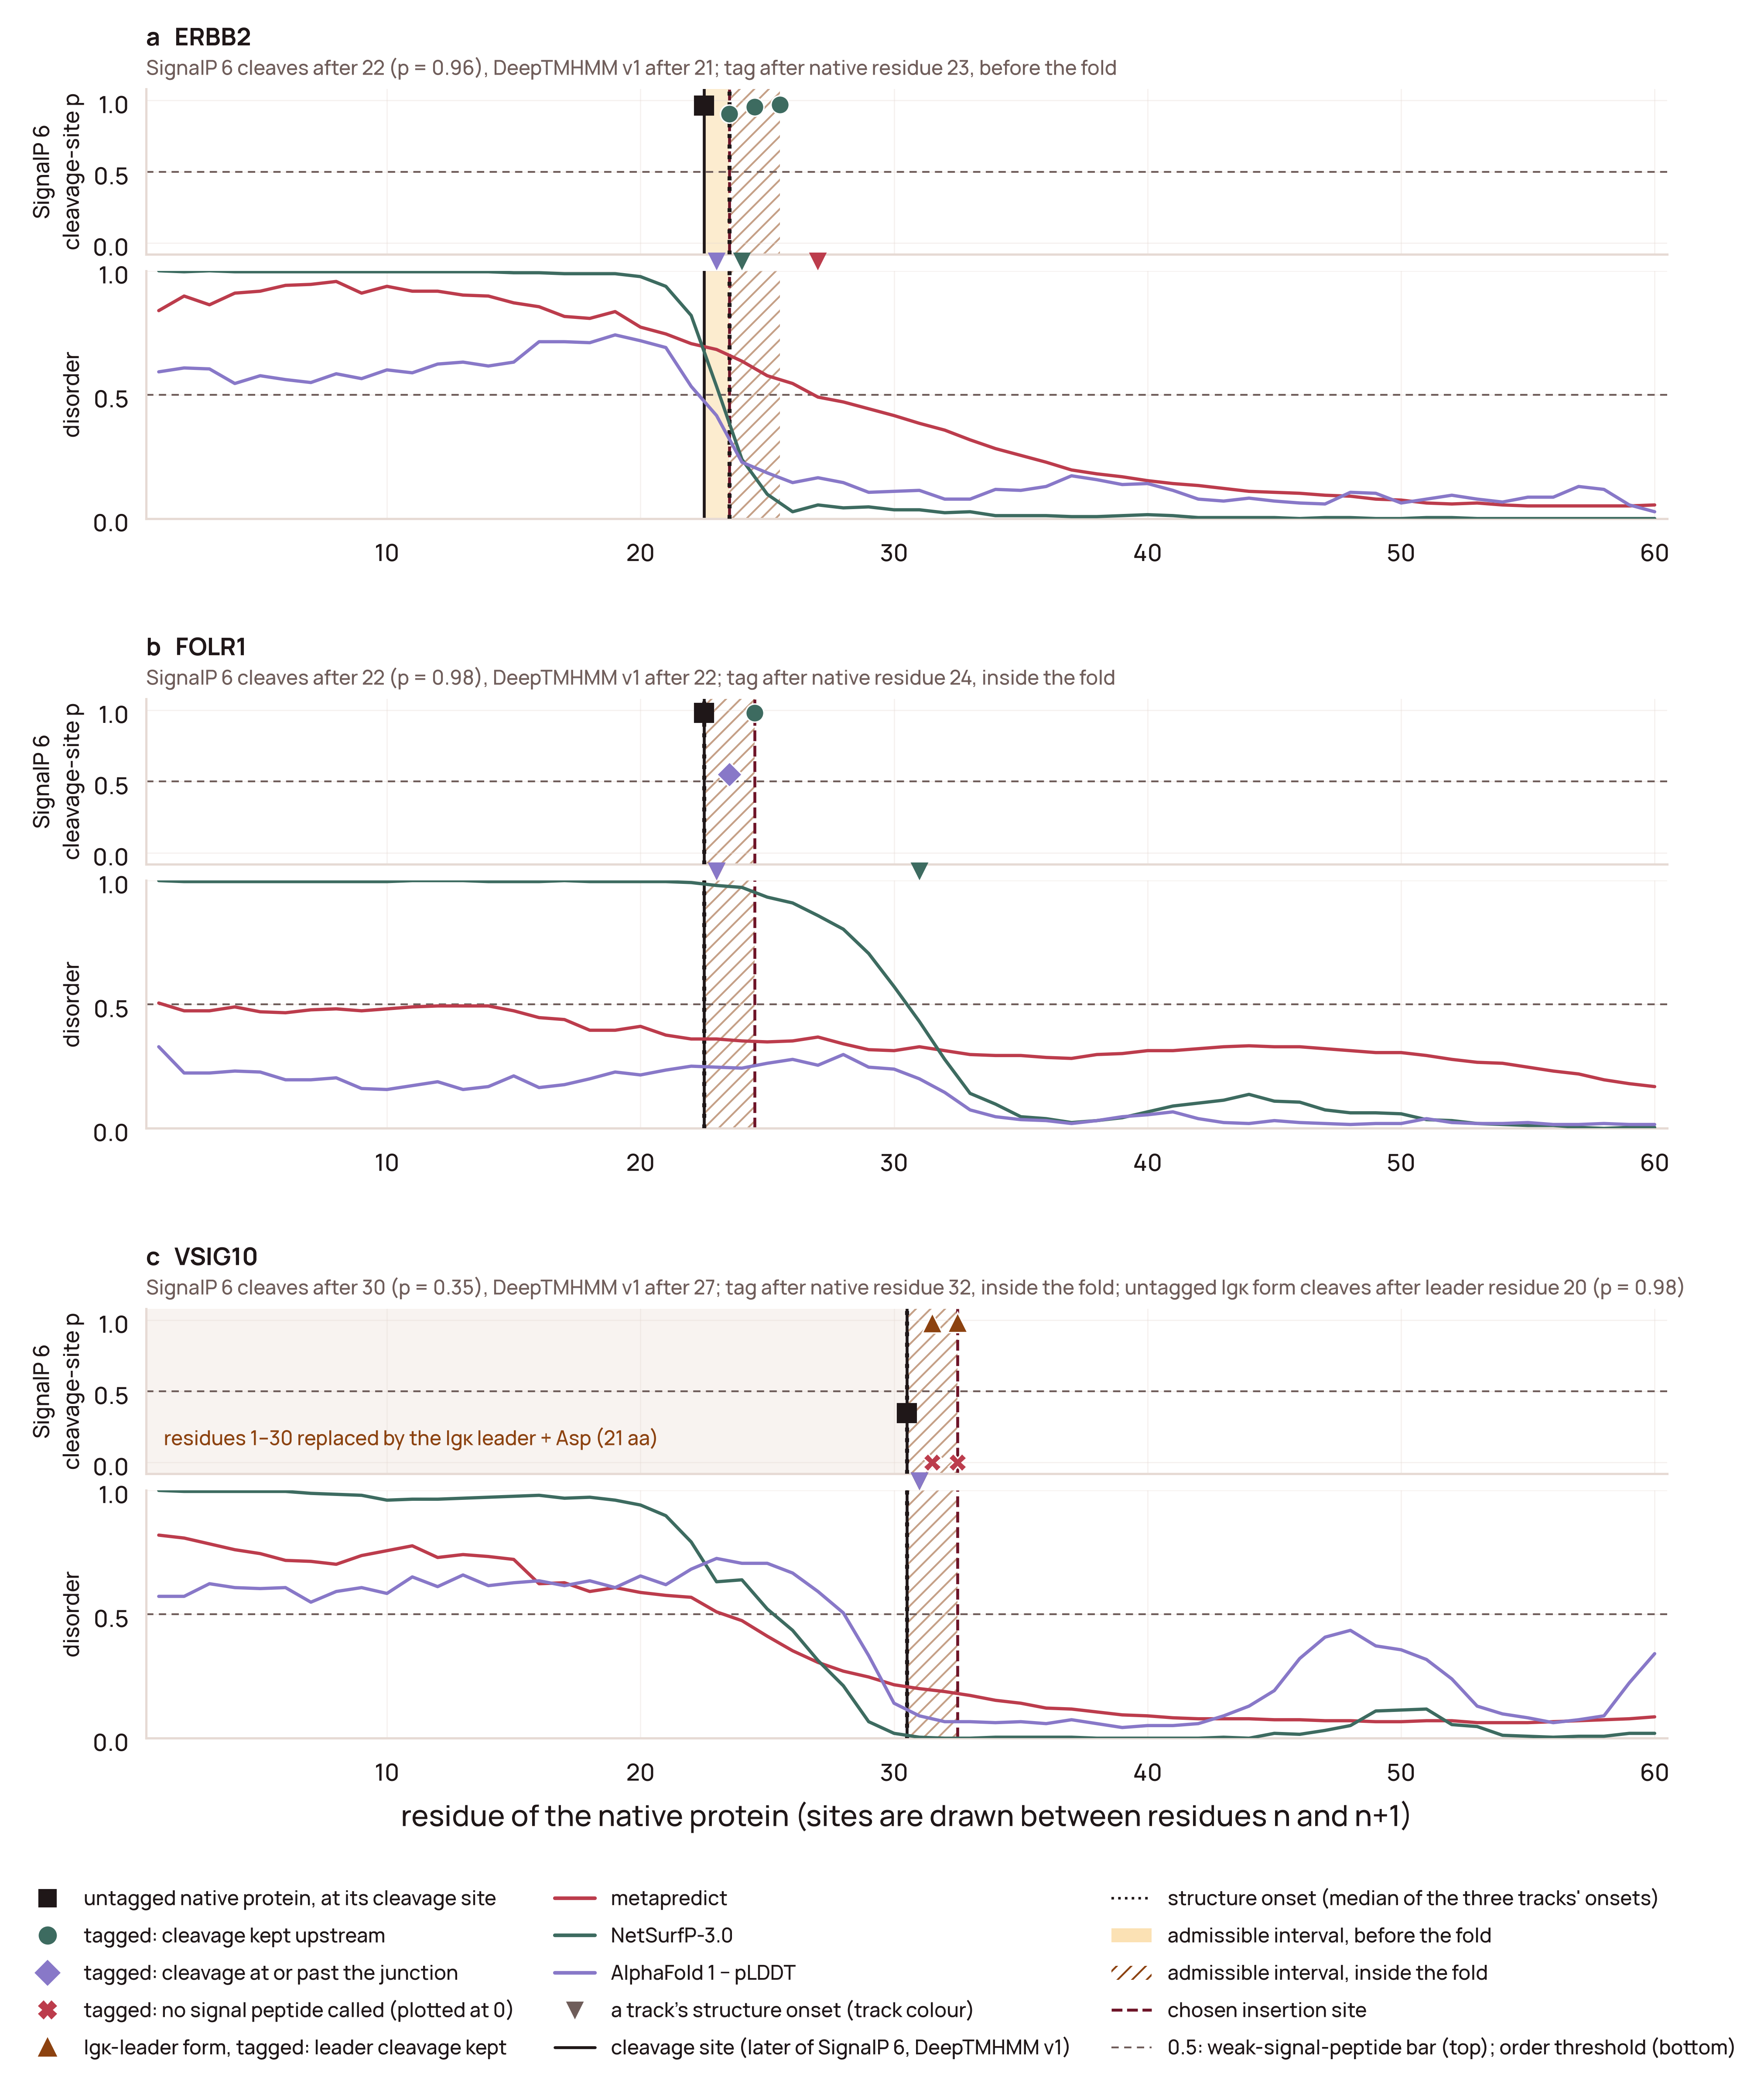 a ERBB2
SignalP 6 cleaves after 22 (p = 0.96), DeepTMHMM v1 after 21; tag after native residue 23, before the fold
SignalP 6
cleavage-site p
1.0
0.5
0.0
disorder
1.0
0.5
0.0
10 20 30 40 50 60
b FOLR1
SignalP 6 cleaves after 22 (p = 0.98), DeepTMHMM v1 after 22; tag after native residue 24, inside the fold
SignalP 6
cleavage-site p
1.0
0.5
0.0
disorder
1.0
0.5
0.0
10 20 30 40 50 60
c VSIG10
SignalP 6 cleaves after 30 (p = 0.35), DeepTMHMM v1 after 27; tag after native residue 32, inside the fold; untagged Igκ form cleaves after leader residue 20 (p = 0.98)
SignalP 6
cleavage-site p
1.0
0.5
0.0
residues 1–30 replaced by the Igκ leader + Asp (21 aa)
disorder
1.0
0.5
0.0
10 20 30 40 50 60
residue of the native protein (sites are drawn between residues n and n+1)
untagged native protein, at its cleavage site
tagged: cleavage kept upstream
tagged: cleavage at or past the junction
tagged: no signal peptide called (plotted at 0)
Igκ-leader form, tagged: leader cleavage kept
metapredict
NetSurfP-3.0
AlphaFold 1 − pLDDT
a track's structure onset (track colour)
cleavage site (later of SignalP 6, DeepTMHMM v1)
structure onset (median of the three tracks' onsets)
admissible interval, before the fold
admissible interval, inside the fold
chosen insertion site
0.5: weak-signal-peptide bar (top); order threshold (bottom)